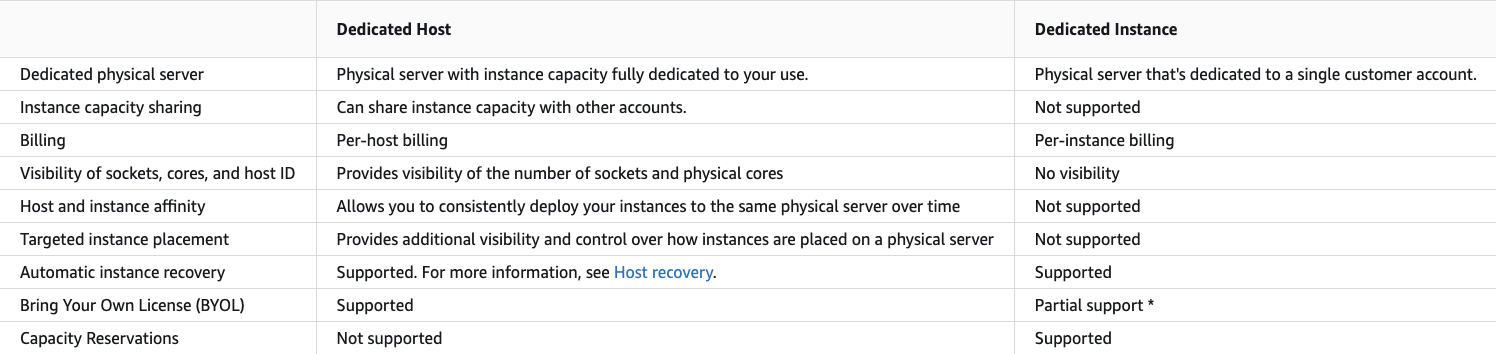 Dedicated Host Dedicated Instance
Dedicated physical server Physical server with instance capacity fully dedicated to your use. Physical server that's dedicated to a single customer account.
Instance capacity sharing Can share instance capacity with other accounts. Not supported
Billing Per-host billing Per-instance billing
Visibility of sockets, cores, and host ID Provides visibility of the number of sockets and physical cores No visibility
Host and instance affinity Allows you to consistently deploy your instances to the same physical server over time Not supported
Targeted instance placement Provides additional visibility and control over how instances are placed on a physical server Not supported
Automatic instance recovery Supported. For more information, see Host recovery. Supported
Bring Your Own License (BYOL) Supported Partial support *
Capacity Reservations Not supported Supported